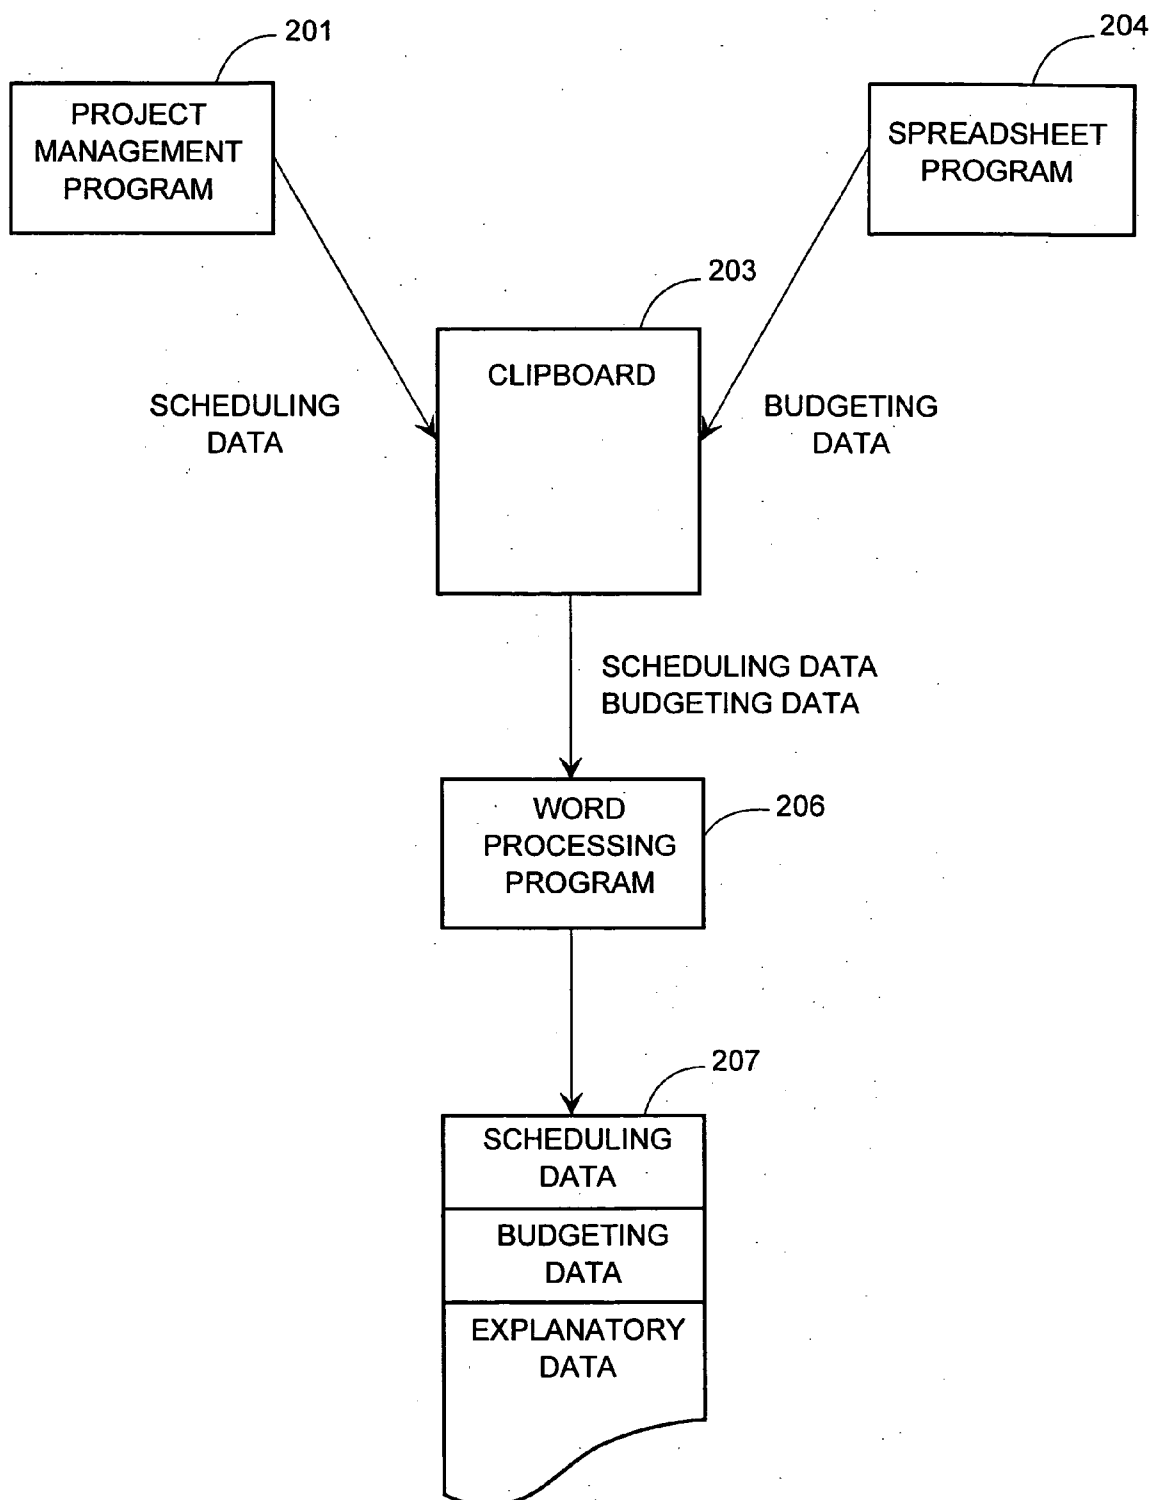 201
PROJECT
MANAGEMENT
PROGRAM
204
SPREADSHEET
PROGRAM
203
CLIPBOARD
SCHEDULING
DATA
BUDGETING
DATA
SCHEDULING DATA
BUDGETING DATA
WORD
PROCESSING
PROGRAM
206
207
SCHEDULING
DATA
BUDGETING
DATA
EXPLANATORY
DATA